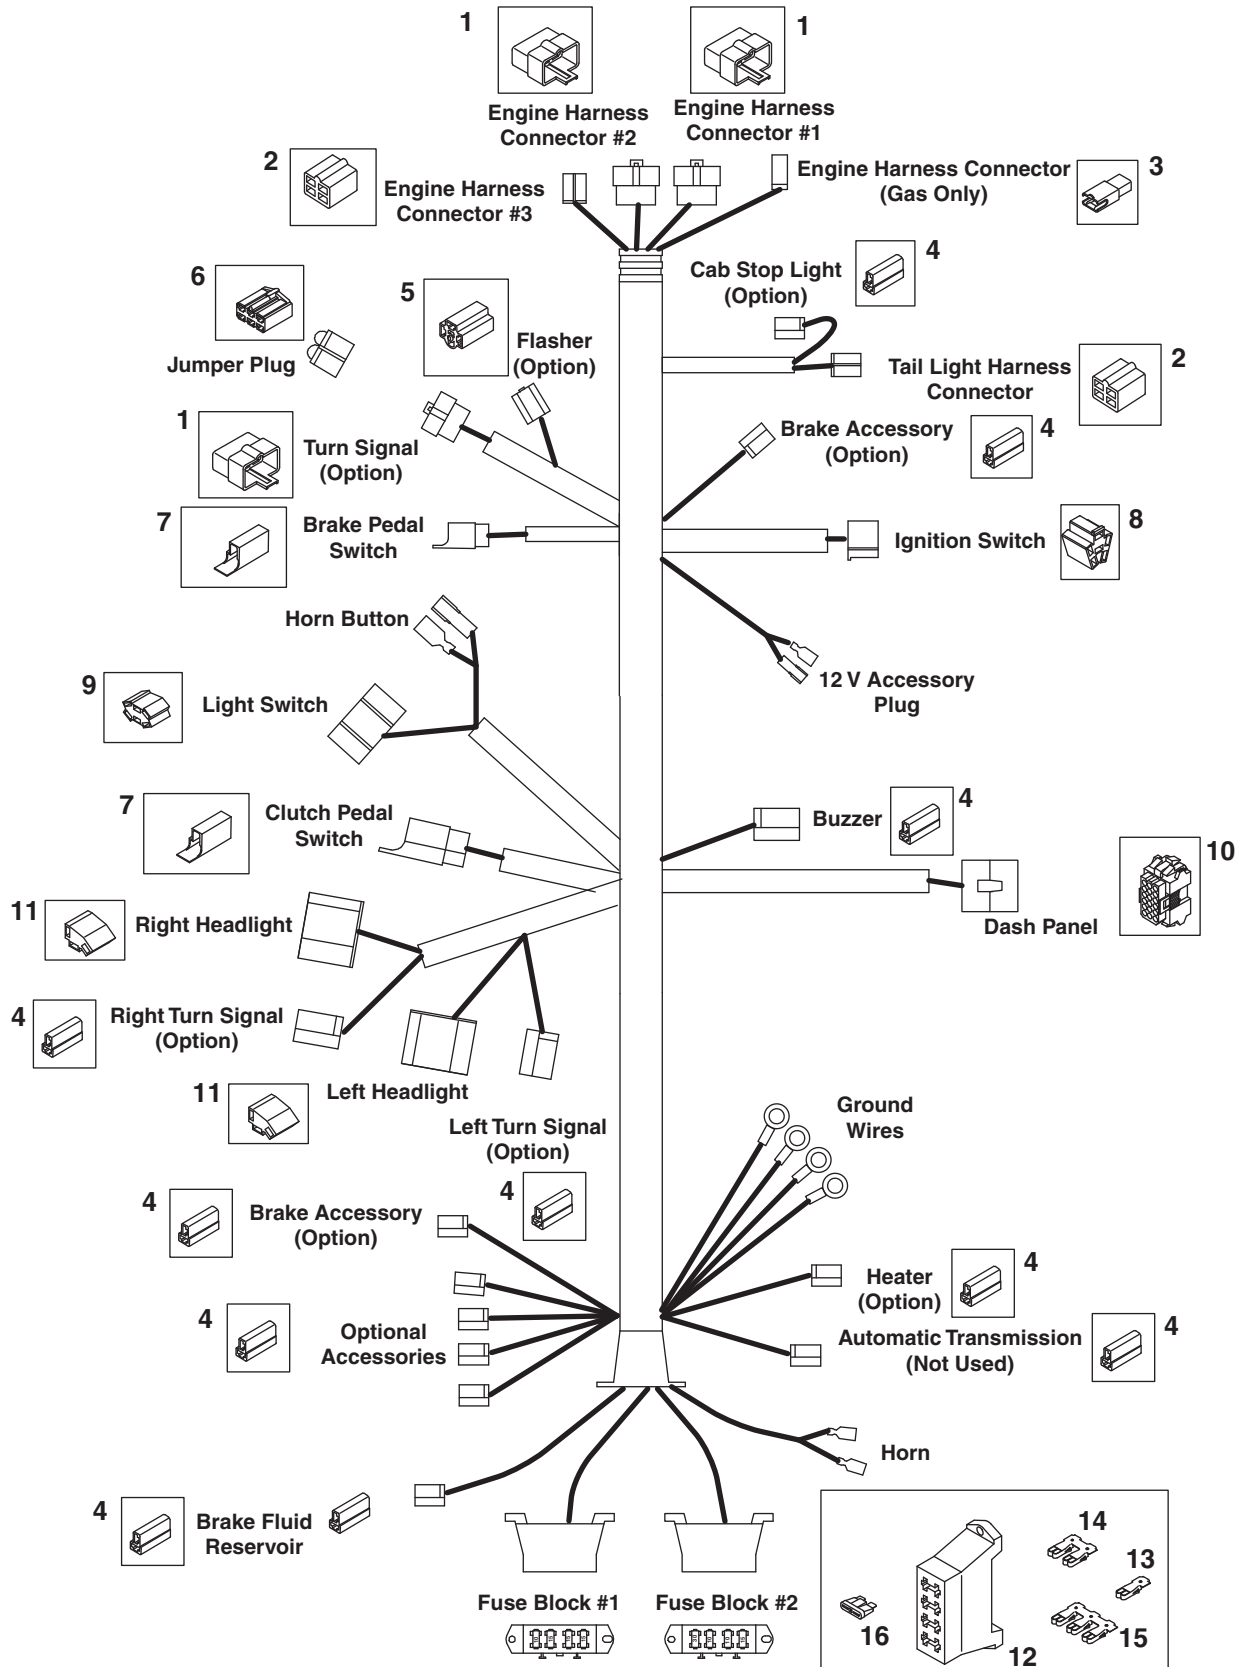 1
1
Engine Harness
Connector #2
Engine Harness
Connector #1
2
Engine Harness
Connector #3
Engine Harness Connector
(Gas Only)
3
Cab Stop Light
(Option)
4
6
Jumper Plug
5
Flasher
(Option)
Tail Light Harness
Connector
2
1
Turn Signal
(Option)
Brake Accessory
(Option)
4
7
Brake Pedal
Switch
Ignition Switch
8
Horn Button
12 V Accessory
Plug
9
Light Switch
7
Clutch Pedal
Switch
Buzzer
4
10
Dash Panel
11
Right Headlight
4
Right Turn Signal
(Option)
11
Left Headlight
Left Turn Signal
(Option)
4
Ground
Wires
4
Brake Accessory
(Option)
Heater
(Option)
4
4
Optional
Accessories
Automatic Transmission
(Not Used)
4
Horn
4
Brake Fluid
Reservoir
Fuse Block #1
Fuse Block #2
14
13
16
15
12